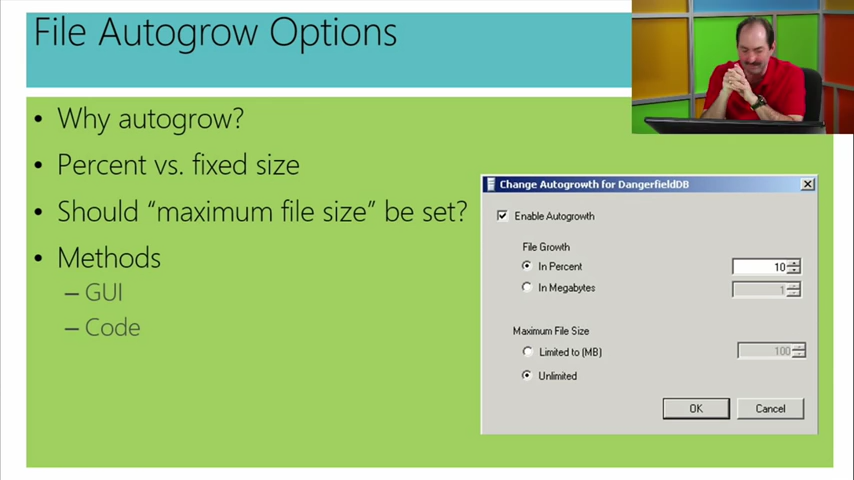 File Autogrow Options
• Why autogrow?
• Percent vs. fixed size
• Should “maximum file size” be set?
• Methods
– GUI
– Code
Change Autogrowth for DangerfieldDB
Enable Autogrowth
File Growth
In Percent 10
In Megabytes 1
Maximum File Size
Limited to (MB) 100
Unlimited
OK Cancel